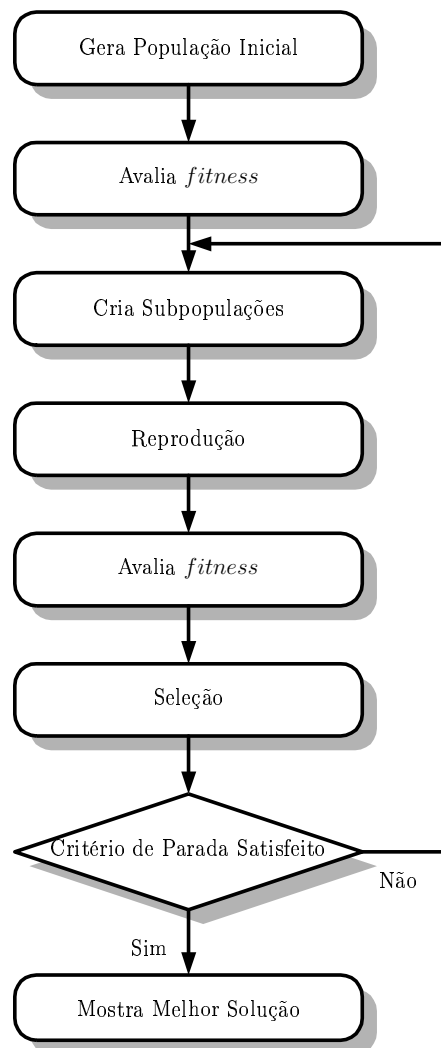 Gera População Inicial
Avalia fitness
Cria Subpopulações
Reprodução
Avalia fitness
Seleção
Critério de Parada Satisfeito
Não
Sim
Mostra Melhor Solução